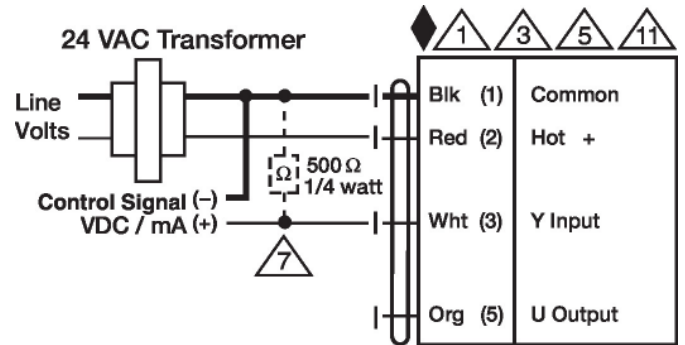 24 VAC Transformer
1 3 5 11
Line
Volts
Blk (1) Common
Red (2) Hot +
Ω 500 Ω
1/4 watt
Control Signal (–)
VDC / mA (+)
Wht (3) Y Input
7
Org (5) U Output